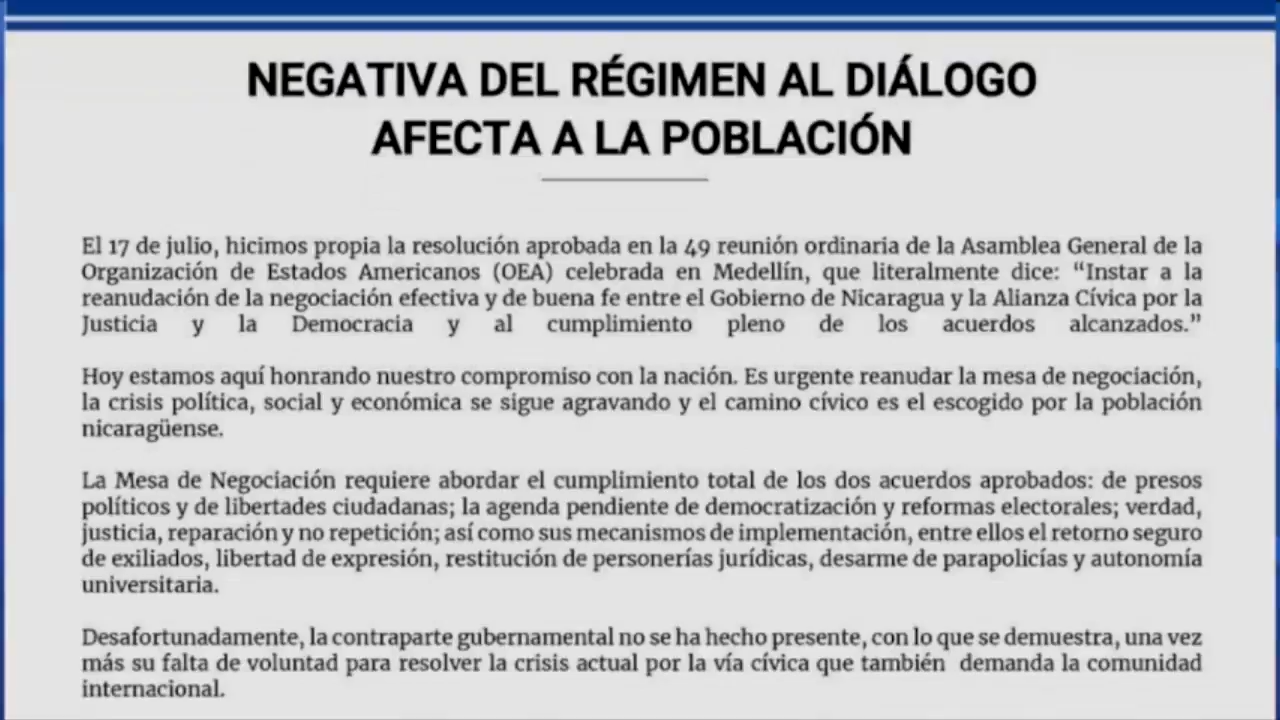 NEGATIVA DEL RÉGIMEN AL DIÁLOGO
AFECTA A LA POBLACIÓN
El 17 de julio, hicimos propia la resolución aprobada en la 49 reunión ordinaria de la Asamblea General de la
Organización de Estados Americanos (OEA) celebrada en Medellín, que literalmente dice: “Instar a la
reanudación de la negociación efectiva y de buena fe entre el Gobierno de Nicaragua y la Alianza Cívica por la
Justicia y la Democracia y al cumplimiento pleno de los acuerdos alcanzados.”
Hoy estamos aquí honrando nuestro compromiso con la nación. Es urgente reanudar la mesa de negociación,
la crisis política, social y económica se sigue agravando y el camino cívico es el escogido por la población
nicaragüense.
La Mesa de Negociación requiere abordar el cumplimiento total de los dos acuerdos aprobados: de presos
políticos y de libertades ciudadanas; la agenda pendiente de democratización y reformas electorales; verdad,
justicia, reparación y no repetición; así como sus mecanismos de implementación, entre ellos el retorno seguro
de exiliados, libertad de expresión, restitución de personerías jurídicas, desarme de parapolicías y autonomía
universitaria.
Desafortunadamente, la contraparte gubernamental no se ha hecho presente, con lo que se demuestra, una vez
más su falta de voluntad para resolver la crisis actual por la vía cívica que también demanda la comunidad
internacional.